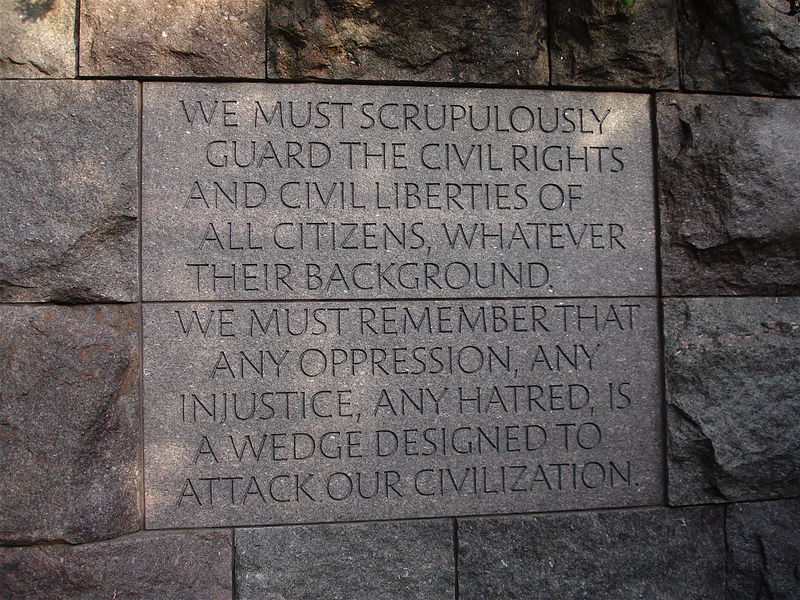 WE MUST SCRUPULOUSLY
GUARD THE CIVIL RIGHTS
AND CIVIL LIBERTIES OF
ALL CITIZENS, WHATEVER
THEIR BACKGROUND.
WE MUST REMEMBER THAT
ANY OPPRESSION, ANY
INJUSTICE, ANY HATRED, IS
A WEDGE DESIGNED TO
ATTACK OUR CIVILIZATION.